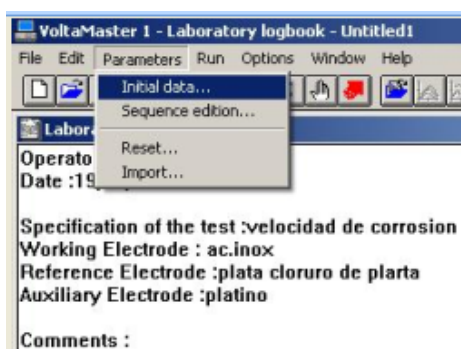 VoltaMaster 1 - Laboratory logbook - Untitled1
File Edit Parameters Run Options Window Help
Initial data...
Sequence edition...
Reset...
Import...
Labor
Operato
Date :19
Specification of the test :velocidad de corrosion
Working Electrode : ac.inox
Reference Electrode :plata cloruro de plarta
Auxiliary Electrode :platino
Comments :